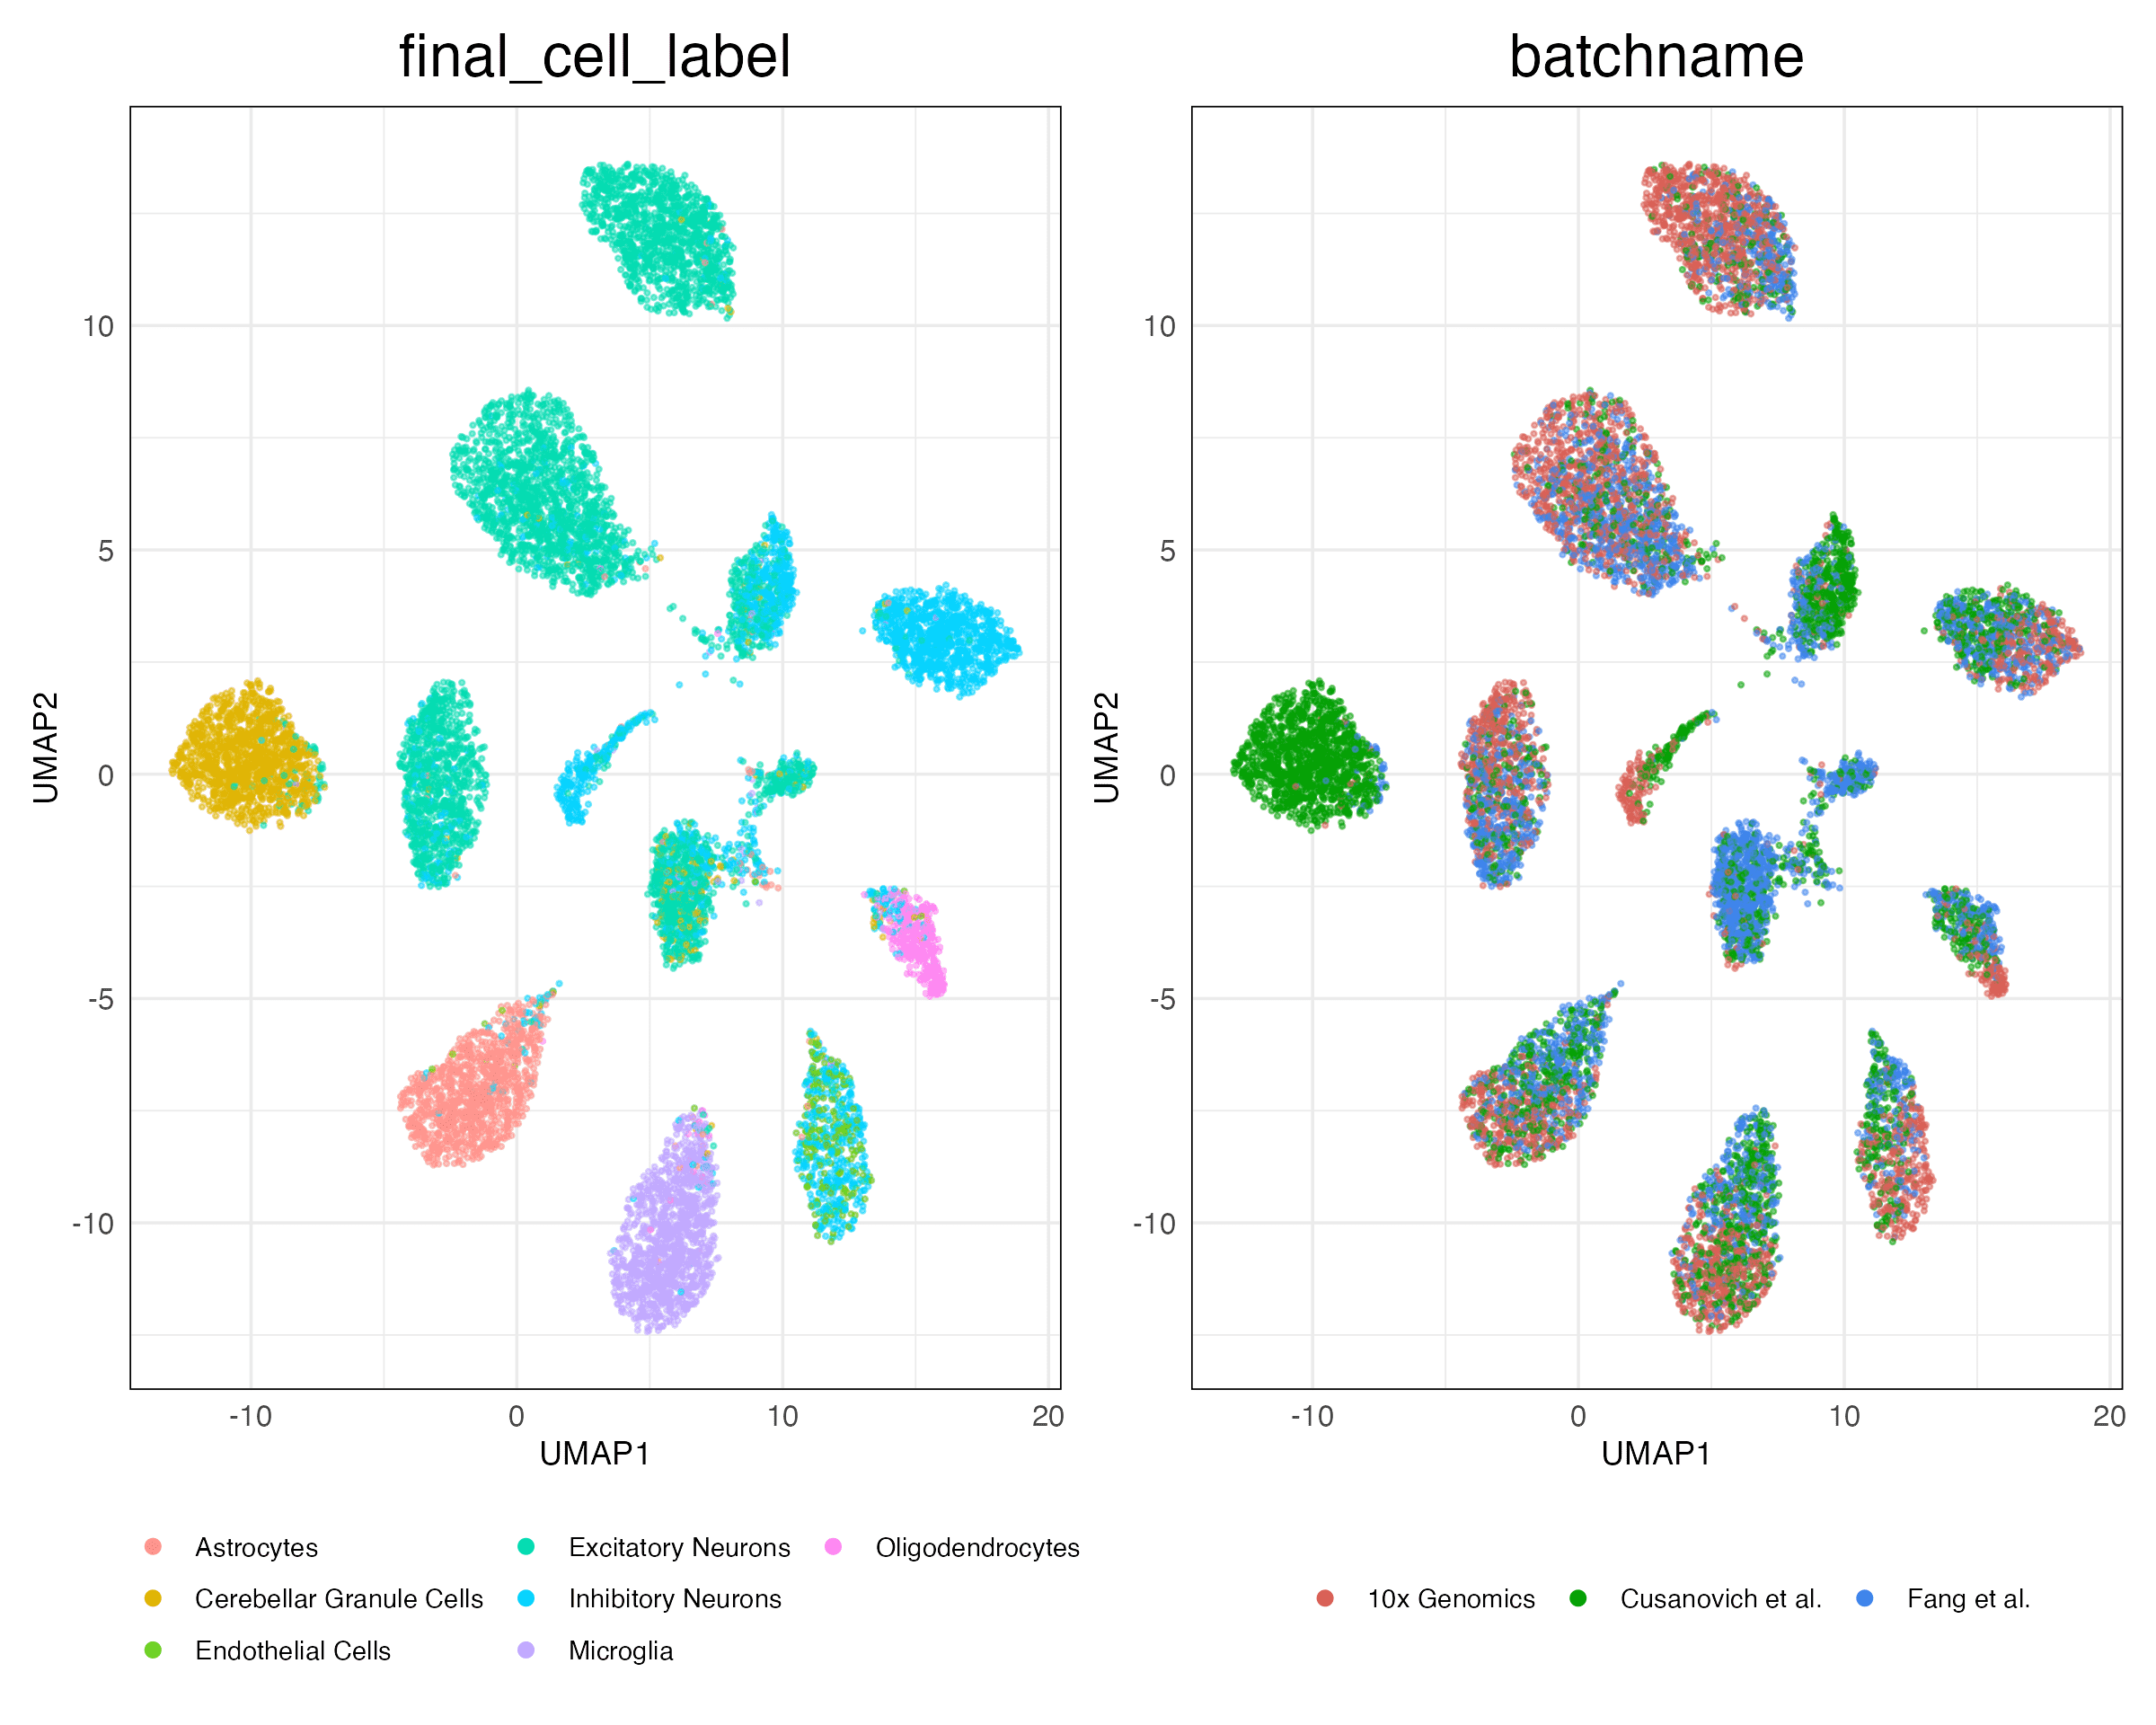 final_cell_label
batchname
UMAP2
10
5
0
-5
-10
-10
0
10
20
UMAP1
UMAP2
10
5
0
-5
-10
-10
0
10
20
UMAP1
Astrocytes
Cerebellar Granule Cells
Endothelial Cells
Excitatory Neurons
Inhibitory Neurons
Microglia
Oligodendrocytes
10x Genomics
Cusanovich et al.
Fang et al.